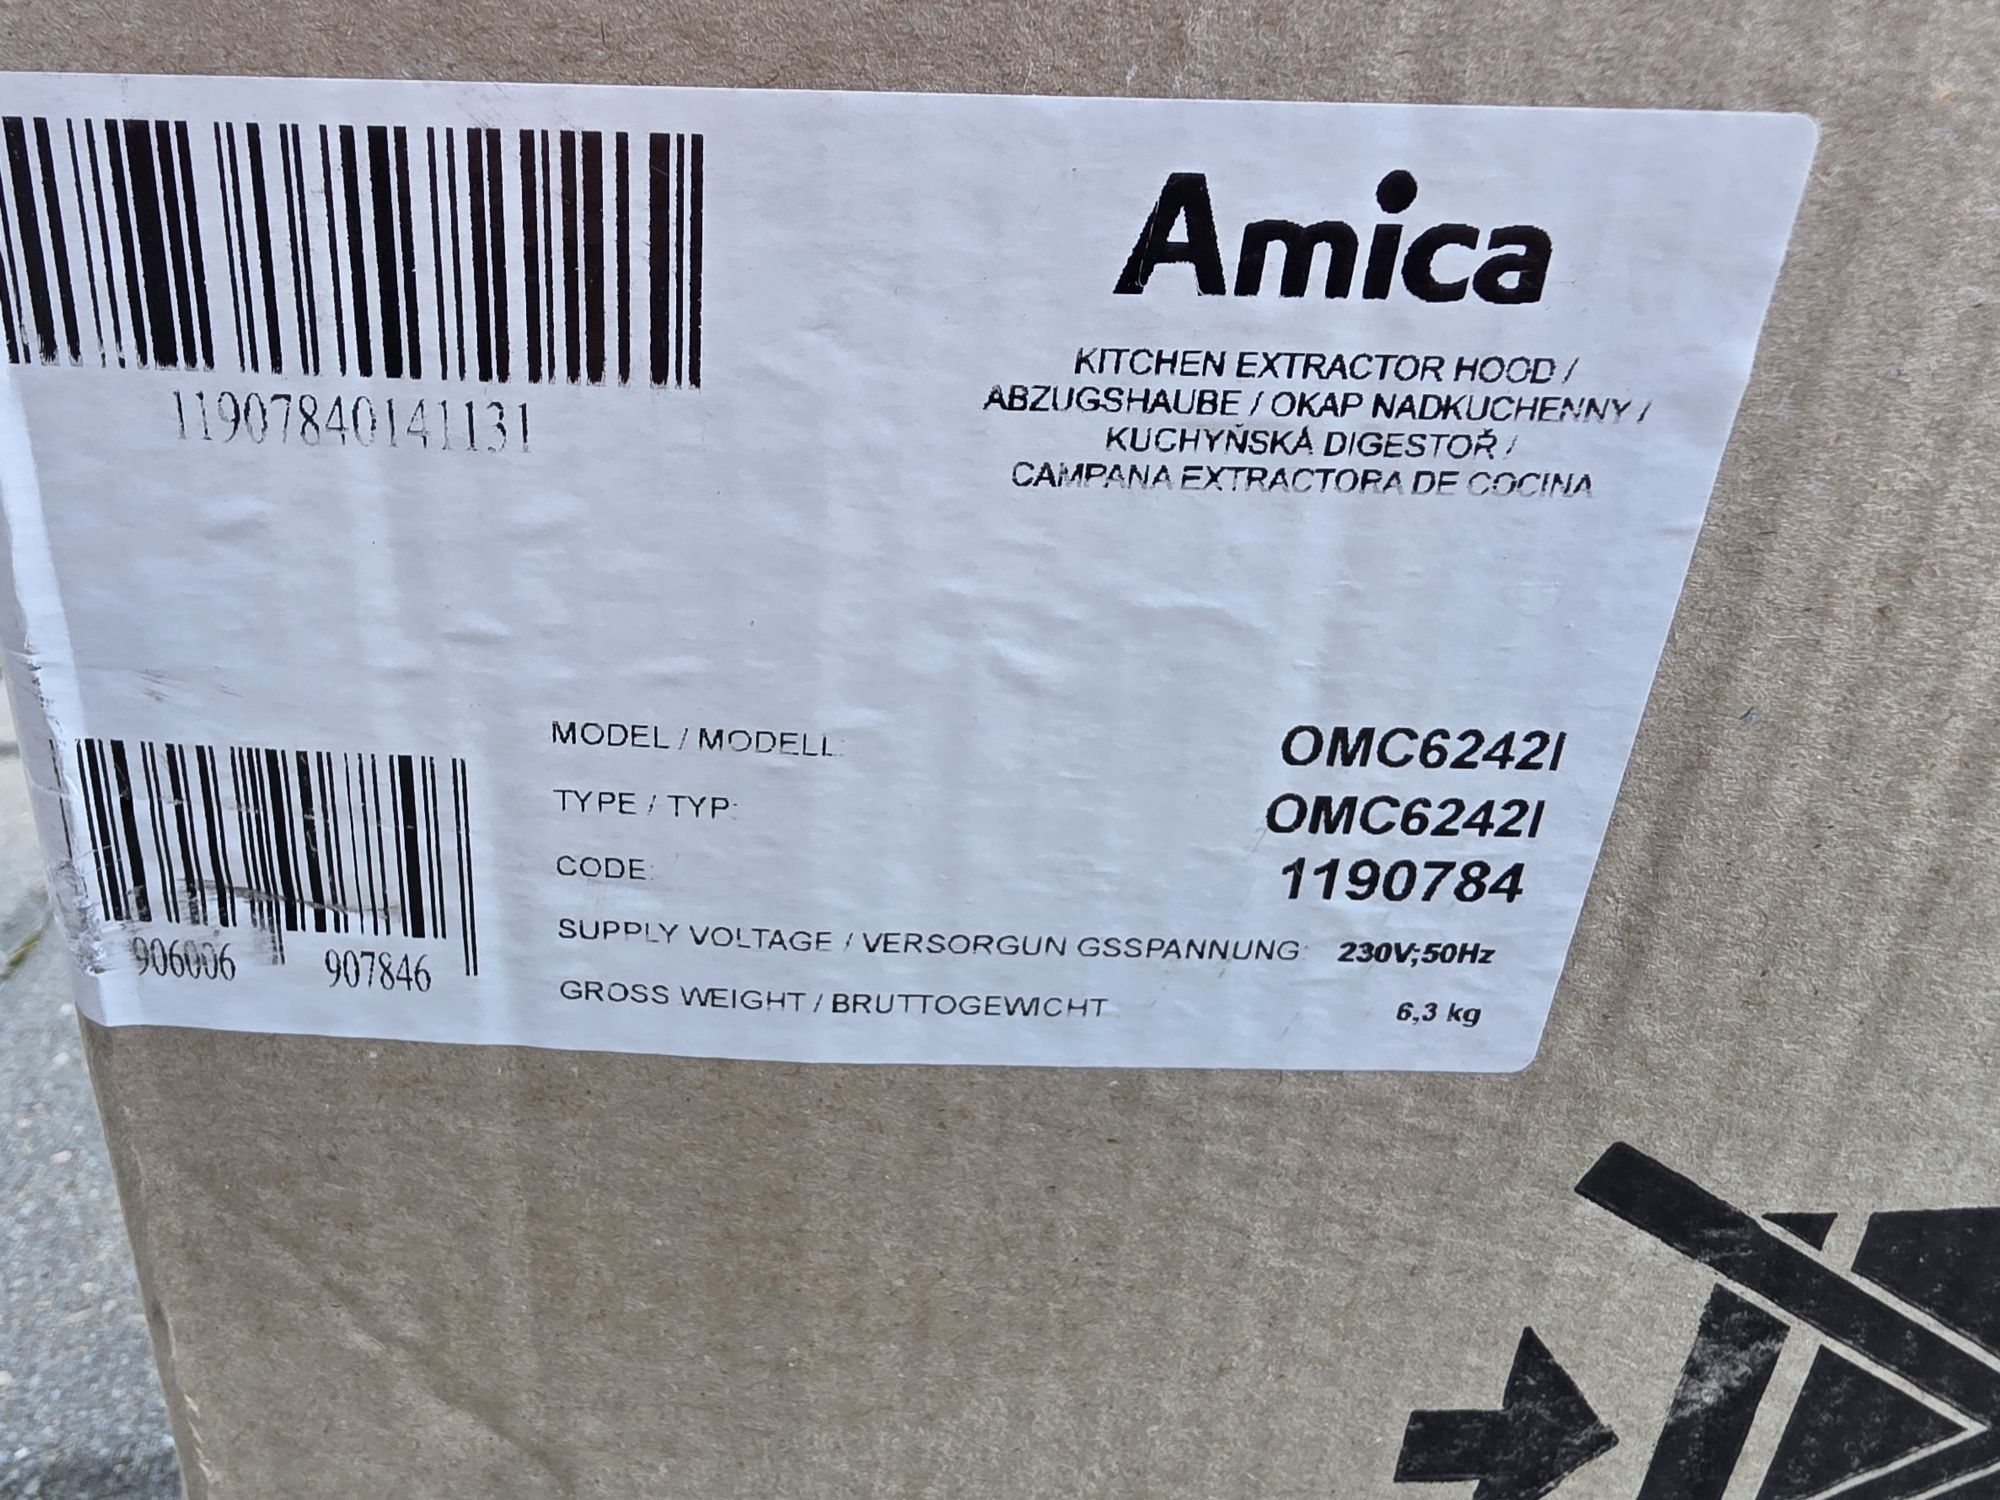 11907840141131
Amica
KITCHEN EXTRACTOR HOOD /
ABZUGSHAUBE / OKAP NADKUCHENNY /
KUCHYŇSKÁ DIGESTOŘ /
CAMPANA EXTRACTORA DE COCINA
MODEL / MODELL: OMC6242I
TYPE / TYP: OMC6242I
CODE: 1190784
SUPPLY VOLTAGE / VERSORGUN GSSPANNUNG: 230V;50Hz
GROSS WEIGHT / BRUTTOGEWICHT 6,3 kg
906006 907846